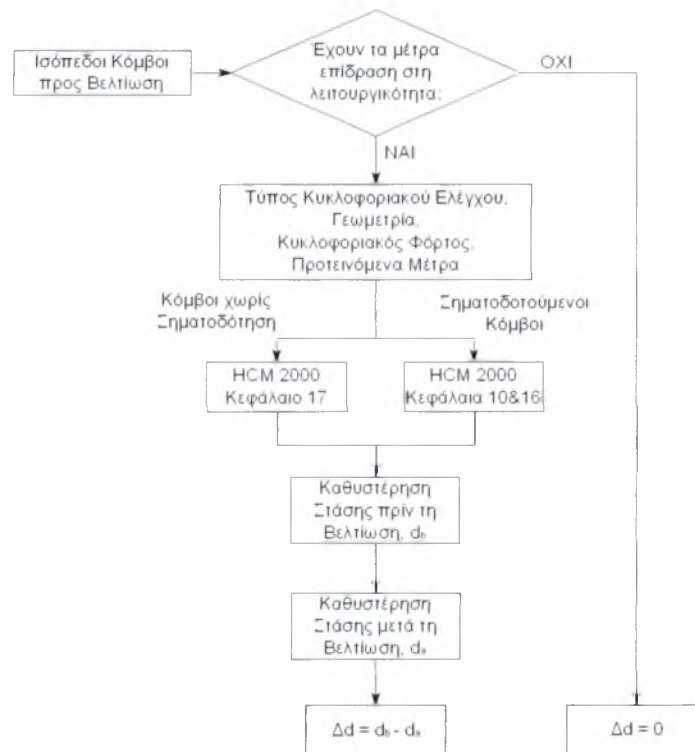 Ισόπεδοι Κόμβοι
προς Βελτίωση
Έχουν τα μέτρα
επίδραση στη
λειτουργικότητα;
ΟΧΙ
ΝΑΙ
Τύπος Κυκλοφοριακού Ελέγχου,
Γεωμετρία,
Κυκλοφοριακός Φόρτος,
Προτεινόμενα Μέτρα
Κόμβοι χωρίς
Σηματοδότηση
Σηματοδοτούμενοι
Κόμβοι
HCM 2000
Κεφάλαιο 17
HCM 2000
Κεφάλαια 10&16
Καθυστέρηση
Στάσης πρίν τη
Βελτίωση, db
Καθυστέρηση
Στάσης μετά τη
Βελτίωση, da
Δd = db - da
Δd = 0